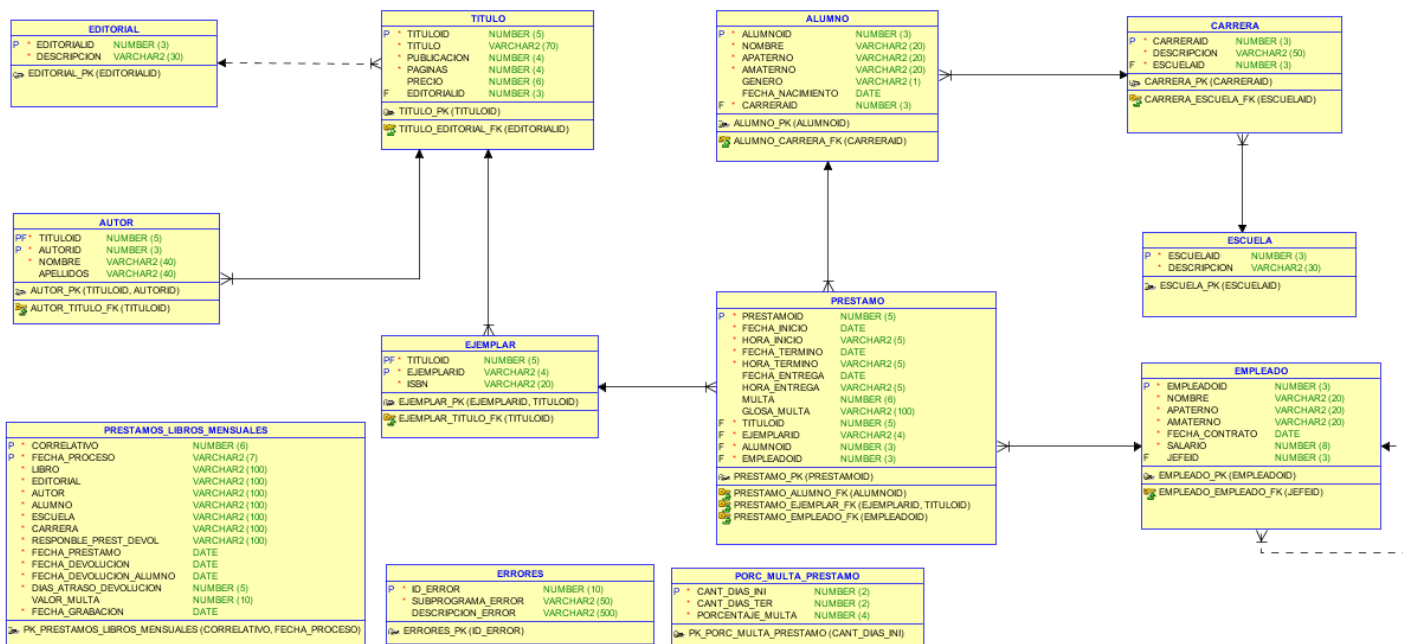 EDITORIAL
P * EDITORIALID NUMBER (3)
* DESCRIPCION VARCHAR2 (30)
EDITORIAL_PK (EDITORIALID)
TITULO
P * TITULOID NUMBER (5)
* TITULO VARCHAR2 (70)
* PUBLICACION NUMBER (4)
* PAGINAS NUMBER (4)
PRECIO NUMBER (6)
F EDITORIALID NUMBER (3)
TITULO_PK (TITULOID)
TITULO_EDITORIAL_FK (EDITORIALID)
ALUMNO
P * ALUMNOID NUMBER (3)
* NOMBRE VARCHAR2 (20)
* APATERNO VARCHAR2 (20)
* AMATERNO VARCHAR2 (20)
GENERO VARCHAR2 (1)
FECHA_NACIMIENTO DATE
F * CARRERAID NUMBER (3)
ALUMNO_PK (ALUMNOID)
ALUMNO_CARRERA_FK (CARRERAID)
CARRERA
P * CARRERAID NUMBER (3)
* DESCRIPCION VARCHAR2 (50)
F * ESCUELAID NUMBER (3)
CARRERA_PK (CARRERAID)
CARRERA_ESCUELA_FK (ESCUELAID)
AUTOR
PF * TITULOID NUMBER (5)
P * AUTORID NUMBER (3)
* NOMBRE VARCHAR2 (40)
APELLIDOS VARCHAR2 (40)
AUTOR_PK (TITULOID, AUTORID)
AUTOR_TITULO_FK (TITULOID)
ESCUELA
P * ESCUELAID NUMBER (3)
* DESCRIPCION VARCHAR2 (30)
ESCUELA_PK (ESCUELAID)
EJEMPLAR
PF * TITULOID NUMBER (5)
P * EJEMPLARID VARCHAR2 (4)
* ISBN VARCHAR2 (20)
EJEMPLAR_PK (EJEMPLARID, TITULOID)
EJEMPLAR_TITULO_FK (TITULOID)
PRESTAMO
P * PRESTAMOID NUMBER (5)
* FECHA_INICIO DATE
* HORA_INICIO VARCHAR2 (5)
* FECHA_TERMINO DATE
* HORA_TERMINO VARCHAR2 (5)
FECHA_ENTREGA DATE
HORA_ENTREGA VARCHAR2 (5)
MULTA NUMBER (6)
GLOSA_MULTA VARCHAR2 (100)
F * TITULOID NUMBER (5)
F * EJEMPLARID VARCHAR2 (4)
F * ALUMNOID NUMBER (3)
F * EMPLEADOID NUMBER (3)
PRESTAMO_PK (PRESTAMOID)
PRESTAMO_ALUMNO_FK (ALUMNOID)
PRESTAMO_EJEMPLAR_FK (EJEMPLARID, TITULOID)
PRESTAMO_EMPLEADO_FK (EMPLEADOID)
EMPLEADO
P * EMPLEADOID NUMBER (3)
* NOMBRE VARCHAR2 (20)
* APATERNO VARCHAR2 (20)
* AMATERNO VARCHAR2 (20)
* FECHA_CONTRATO DATE
* SALARIO NUMBER (8)
F JEFEID NUMBER (3)
EMPLEADO_PK (EMPLEADOID)
EMPLEADO_EMPLEADO_FK (JEFEID)
PRESTAMOS_LIBROS_MENSUALES
P * CORRELATIVO NUMBER (6)
P * FECHA_PROCESO VARCHAR2 (7)
* LIBRO VARCHAR2 (100)
* EDITORIAL VARCHAR2 (100)
* AUTOR VARCHAR2 (100)
* ALUMNO VARCHAR2 (100)
* ESCUELA VARCHAR2 (100)
* CARRERA VARCHAR2 (100)
* RESPONBLE_PREST_DEVOL VARCHAR2 (100)
* FECHA_PRESTAMO DATE
* FECHA_DEVOLUCION DATE
* FECHA_DEVOLUCION_ALUMNO DATE
* DIAS_ATRASO_DEVOLUCION NUMBER (5)
VALOR_MULTA NUMBER (10)
* FECHA_GRABACION DATE
PK_PRESTAMOS_LIBROS_MENSUALES (CORRELATIVO, FECHA_PROCESO)
ERRORES
P * ID_ERROR NUMBER (10)
* SUBPROGRAMA_ERROR VARCHAR2 (50)
DESCRIPCION_ERROR VARCHAR2 (500)
ERRORES_PK (ID_ERROR)
PORC_MULTA_PRESTAMO
P * CANT_DIAS_INI NUMBER (2)
* CANT_DIAS_TER NUMBER (2)
* PORCENTAJE_MULTA NUMBER (4)
PK_PORC_MULTA_PRESTAMO (CANT_DIAS_INI)